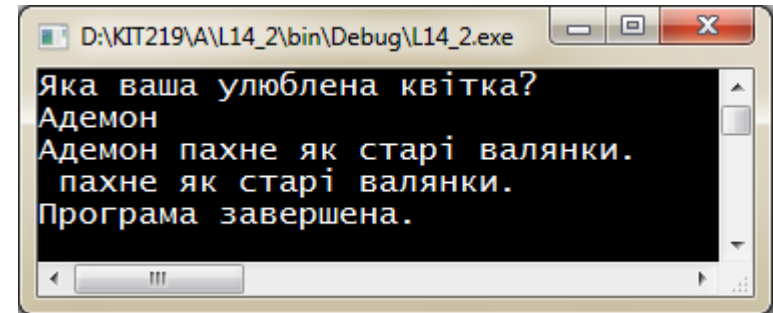 D:\KIT219\A\L14_2\bin\Debug\L14_2.exe
Яка ваша улюблена квітка?
Адемон
Адемон пахне як старі валянки.
пахне як старі валянки.
Програма завершена.